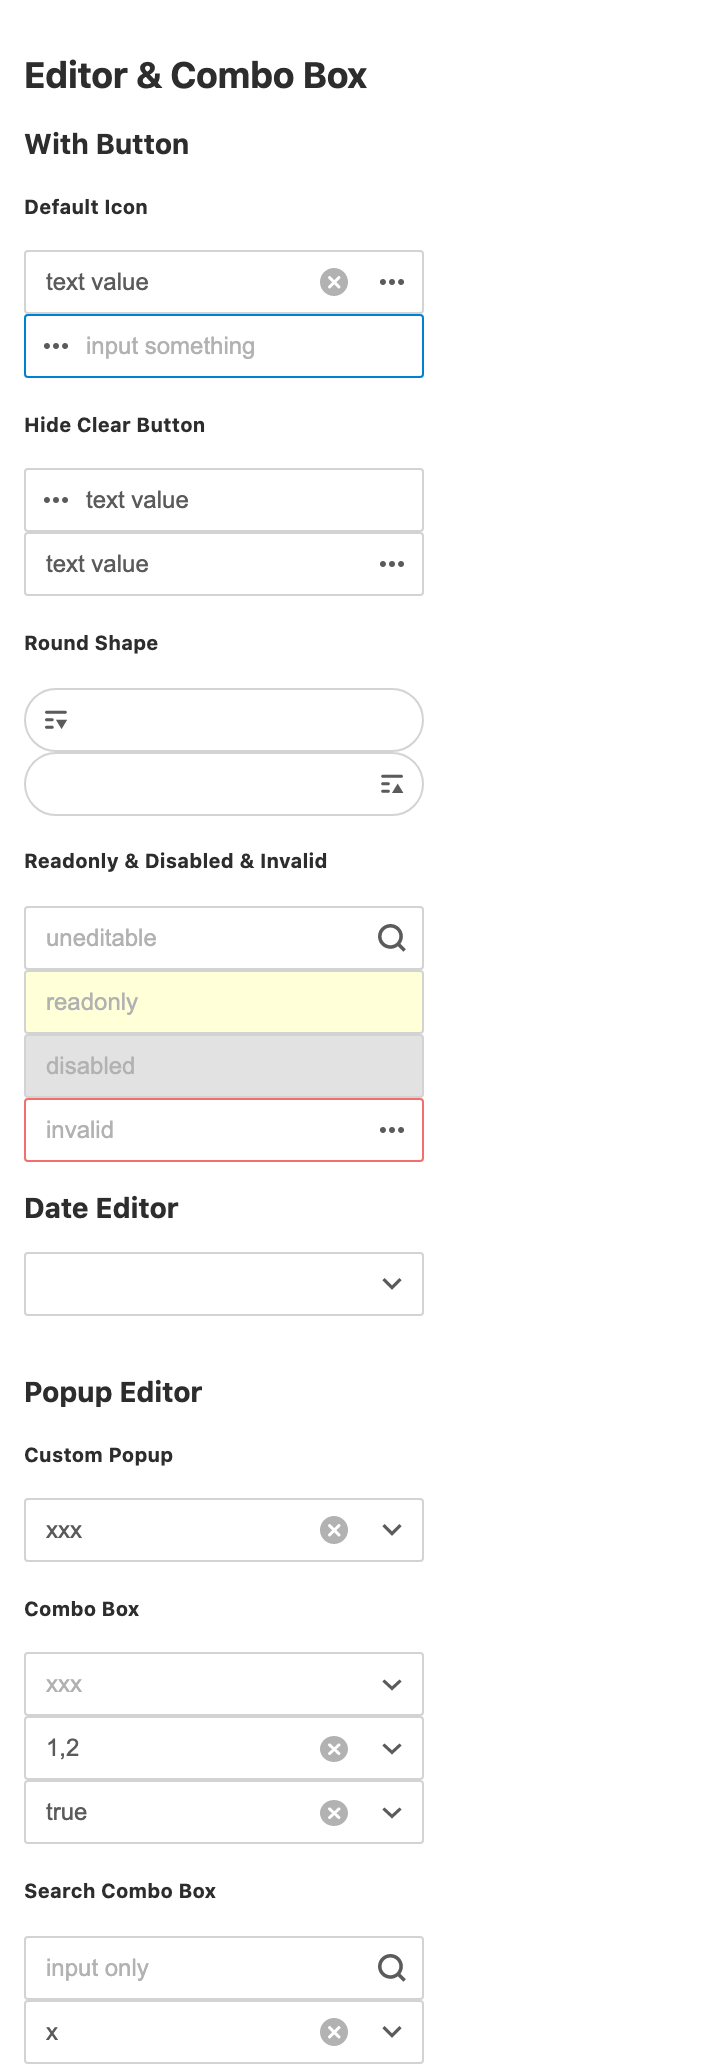 Editor & Combo Box
With Button
Default Icon
text value
input something
Hide Clear Button
text value
text value
Round Shape
Readonly & Disabled & Invalid
uneditable
readonly
disabled
invalid
Date Editor
Popup Editor
Custom Popup
xxx
Combo Box
xxx
1,2
true
Search Combo Box
input only
x